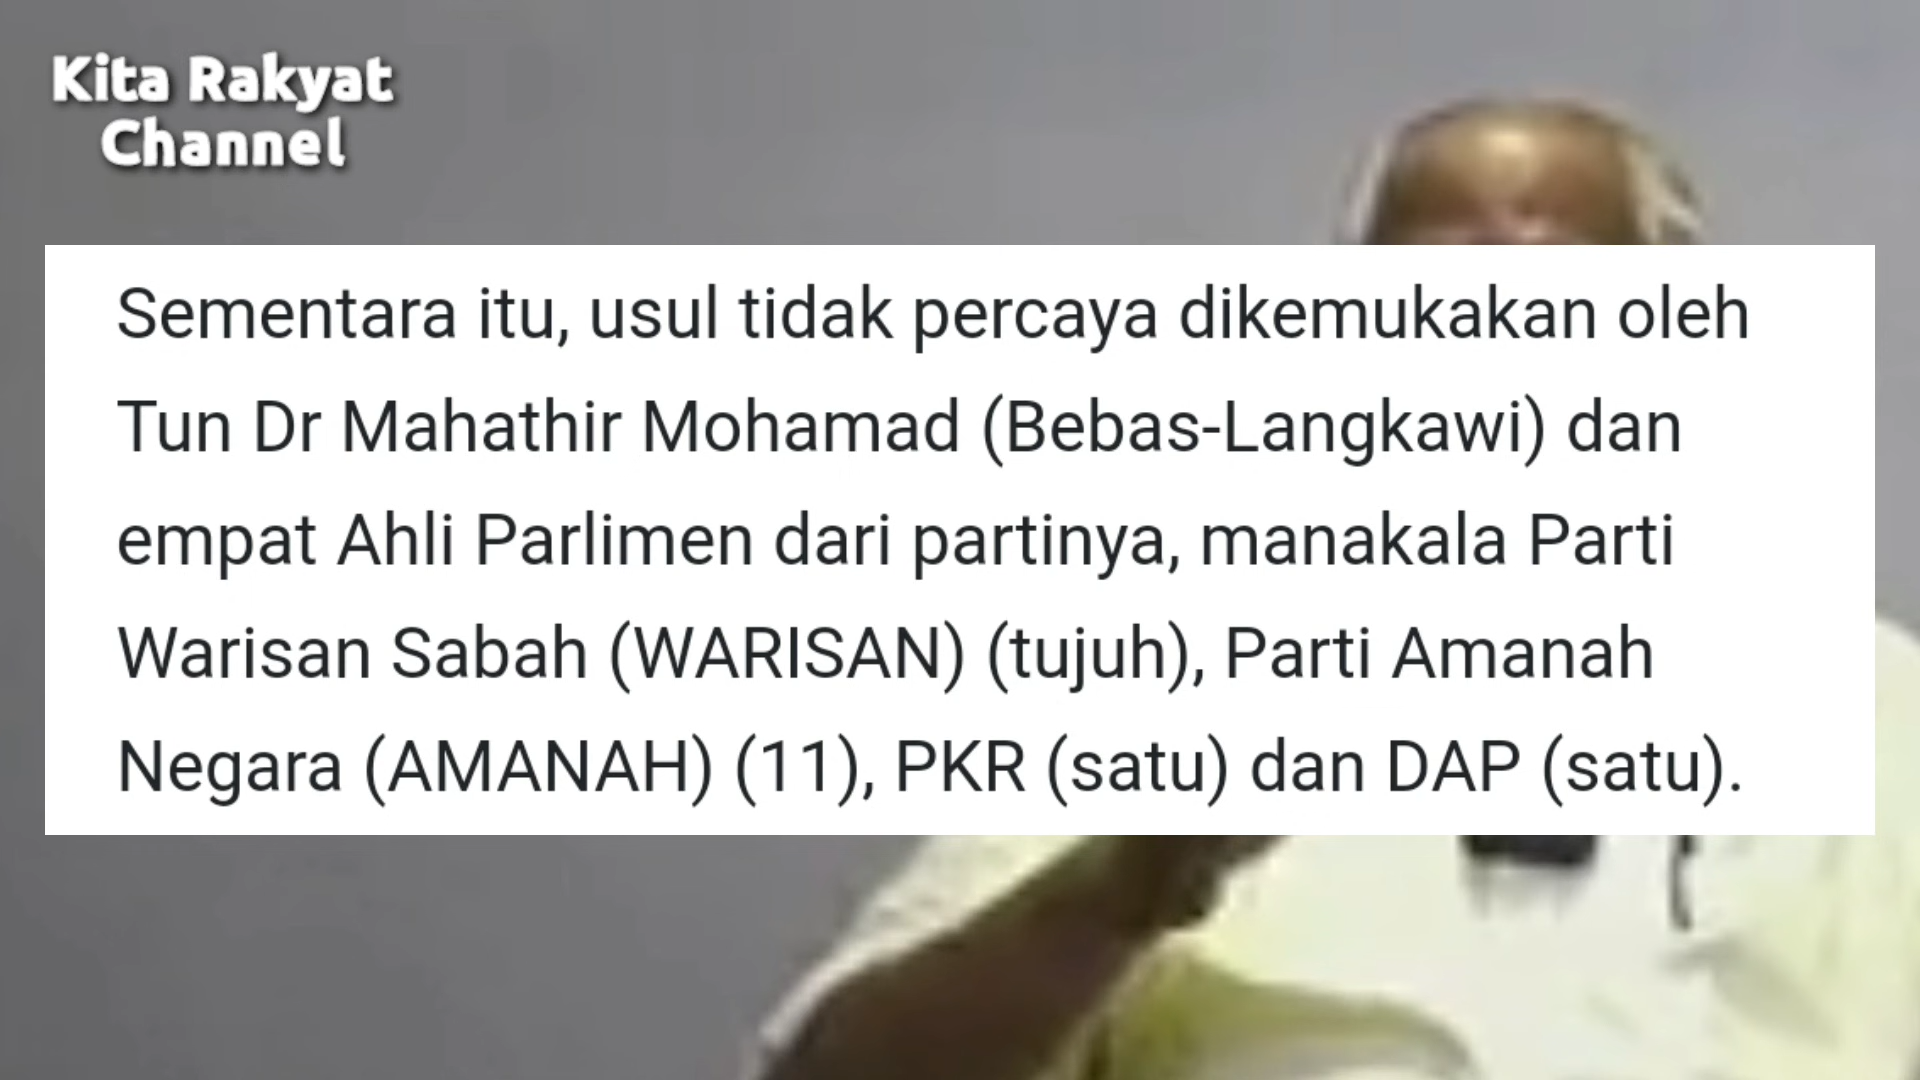 Kita Rakyat
Channel
Sementara itu, usul tidak percaya dikemukakan oleh
Tun Dr Mahathir Mohamad (Bebas-Langkawi) dan
empat Ahli Parlimen dari partinya, manakala Parti
Warisan Sabah (WARISAN) (tujuh), Parti Amanah
Negara (AMANAH) (11), PKR (satu) dan DAP (satu).